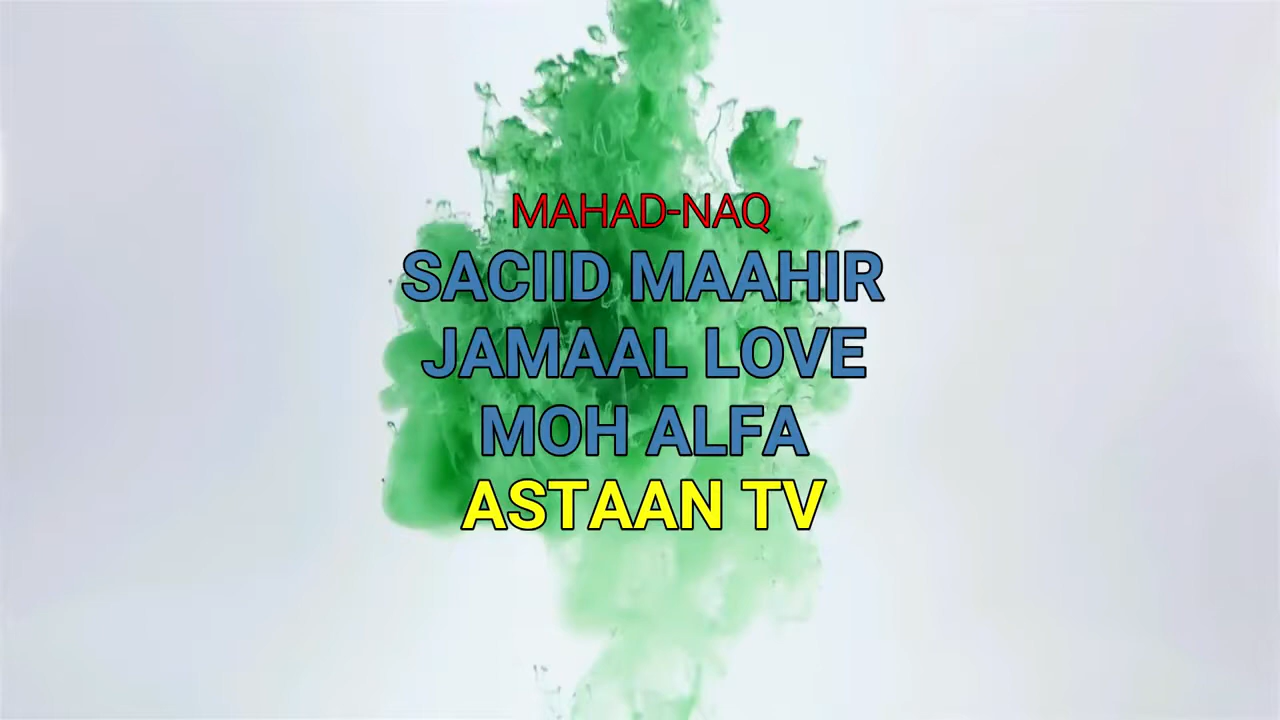 MAHAD-NAQ
SACIID MAAHIR
JAMAAL LOVE
MOH ALFA
ASTAAN TV